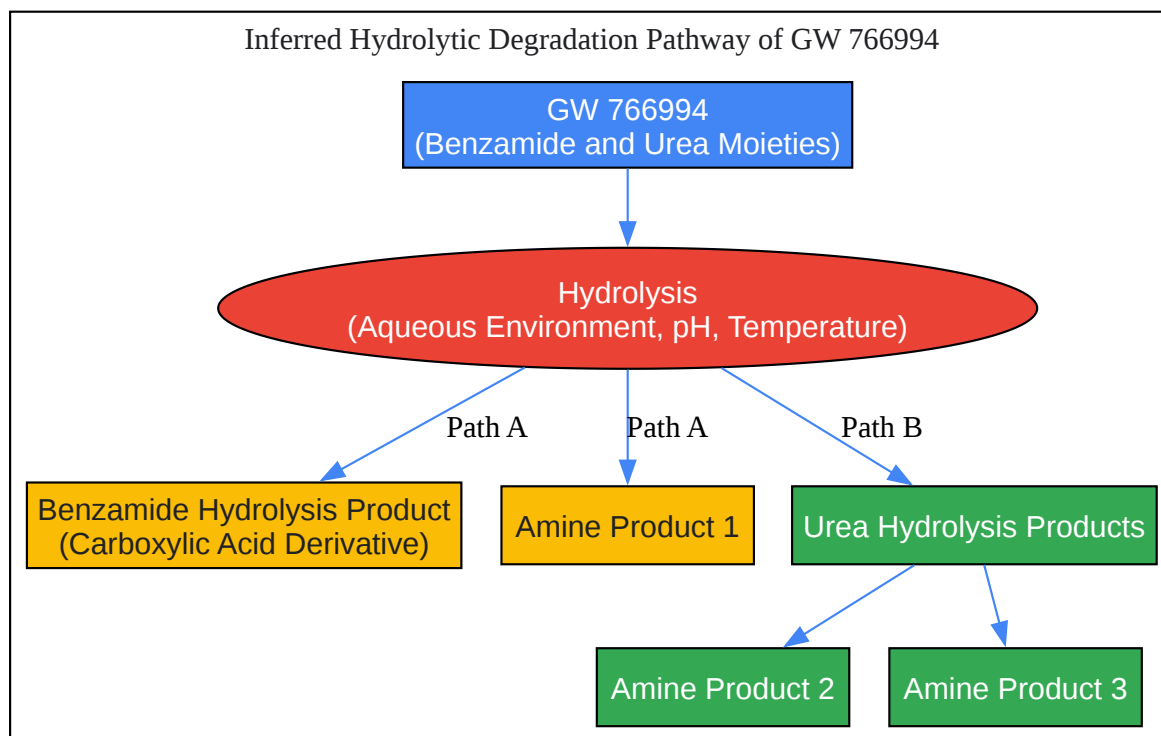 Inferred Hydrolytic Degradation Pathway of GW 766994
GW 766994
(Benzamide and Urea Moieties)
Hydrolysis
(Aqueous Environment, pH, Temperature)
Path A
Path A
Path B
Benzamide Hydrolysis Product
(Carboxylic Acid Derivative)
Amine Product 1
Urea Hydrolysis Products
Amine Product 2
Amine Product 3